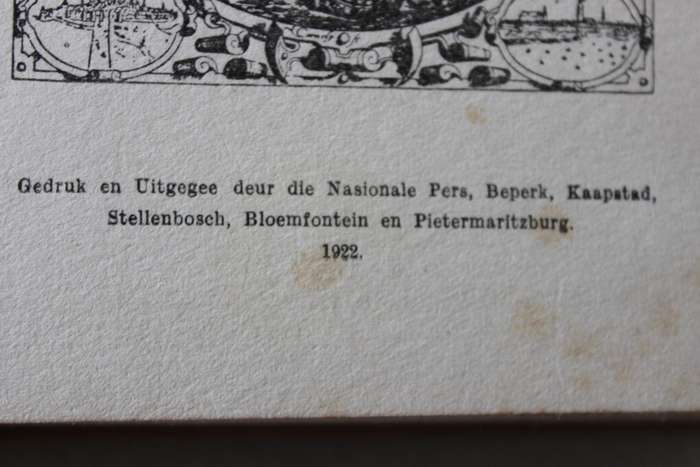 Gedruk en Uitgegee deur die Nasionale Pers, Beperk, Kaapstad,
Stellenbosch, Bloemfontein en Pietermaritzburg.
1922.